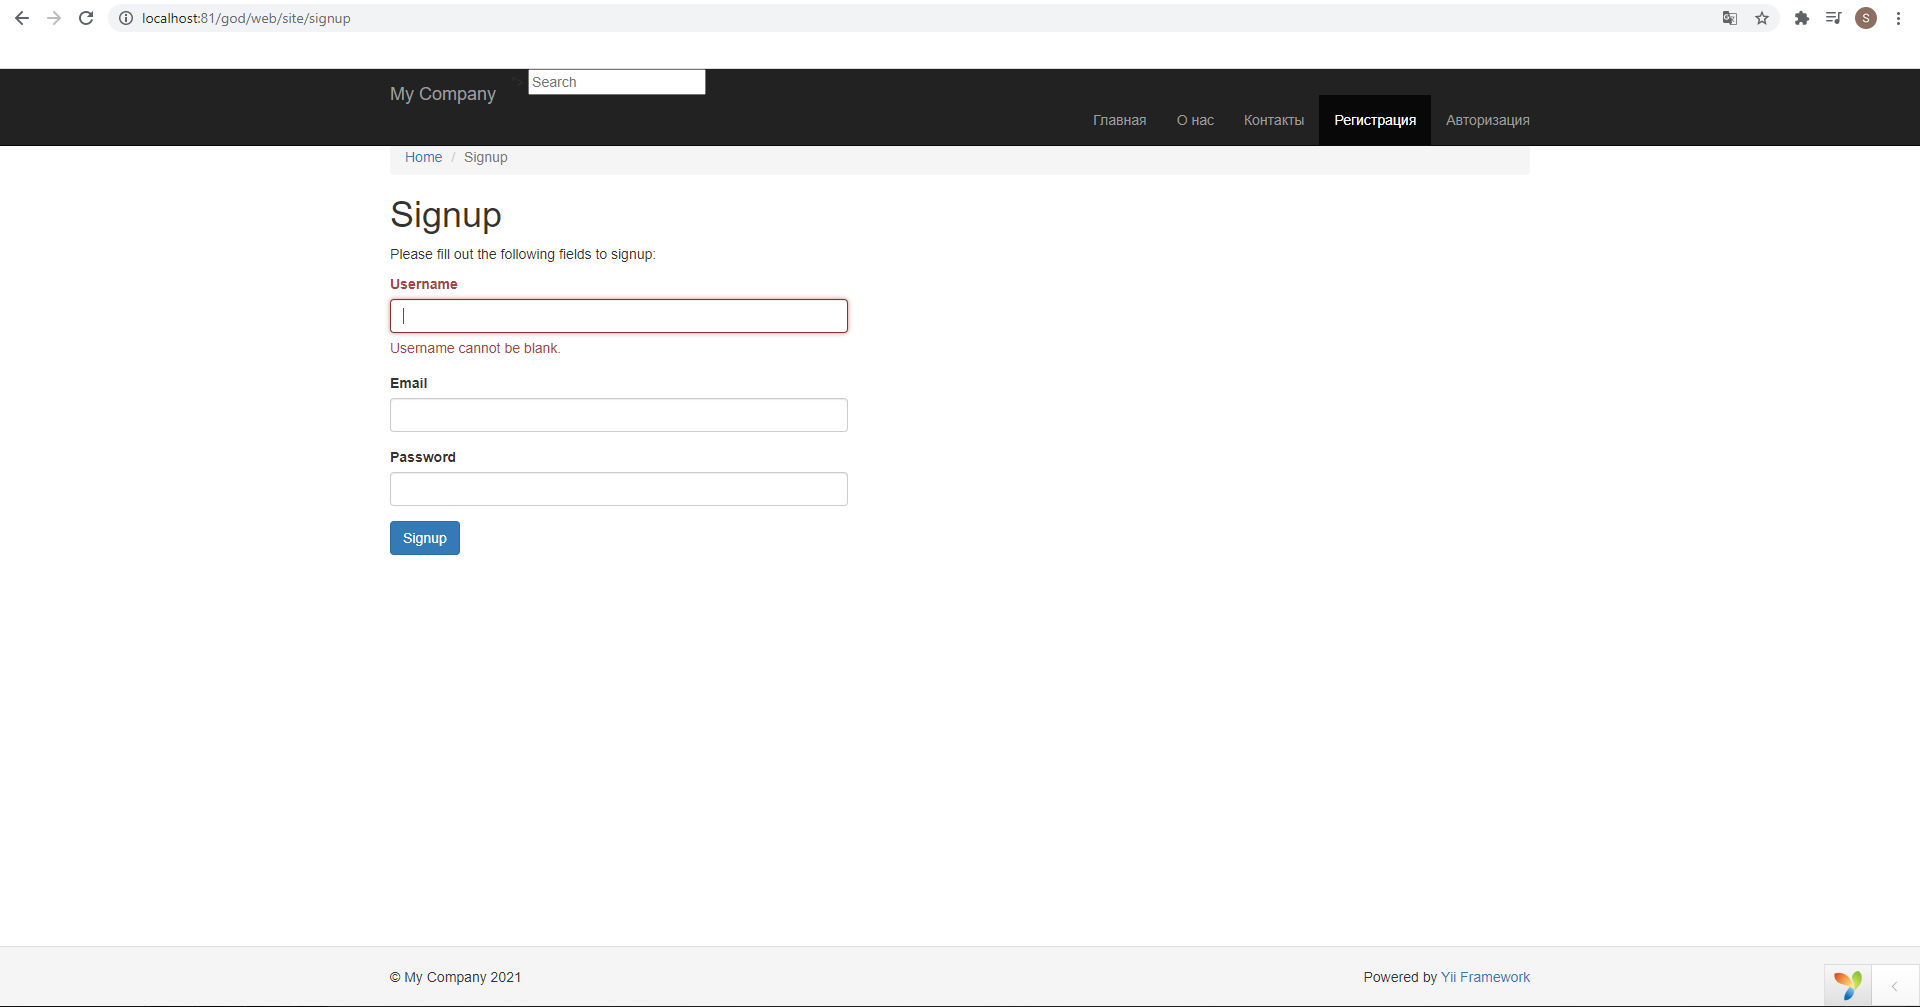 localhost:81/god/web/site/signup
S
My Company
Search
Главная О нас Контакты Регистрация Авторизация
Home / Signup
Signup
Please fill out the following fields to signup:
Username
Username cannot be blank.
Email
Password
Signup
© My Company 2021
Powered by Yii Framework